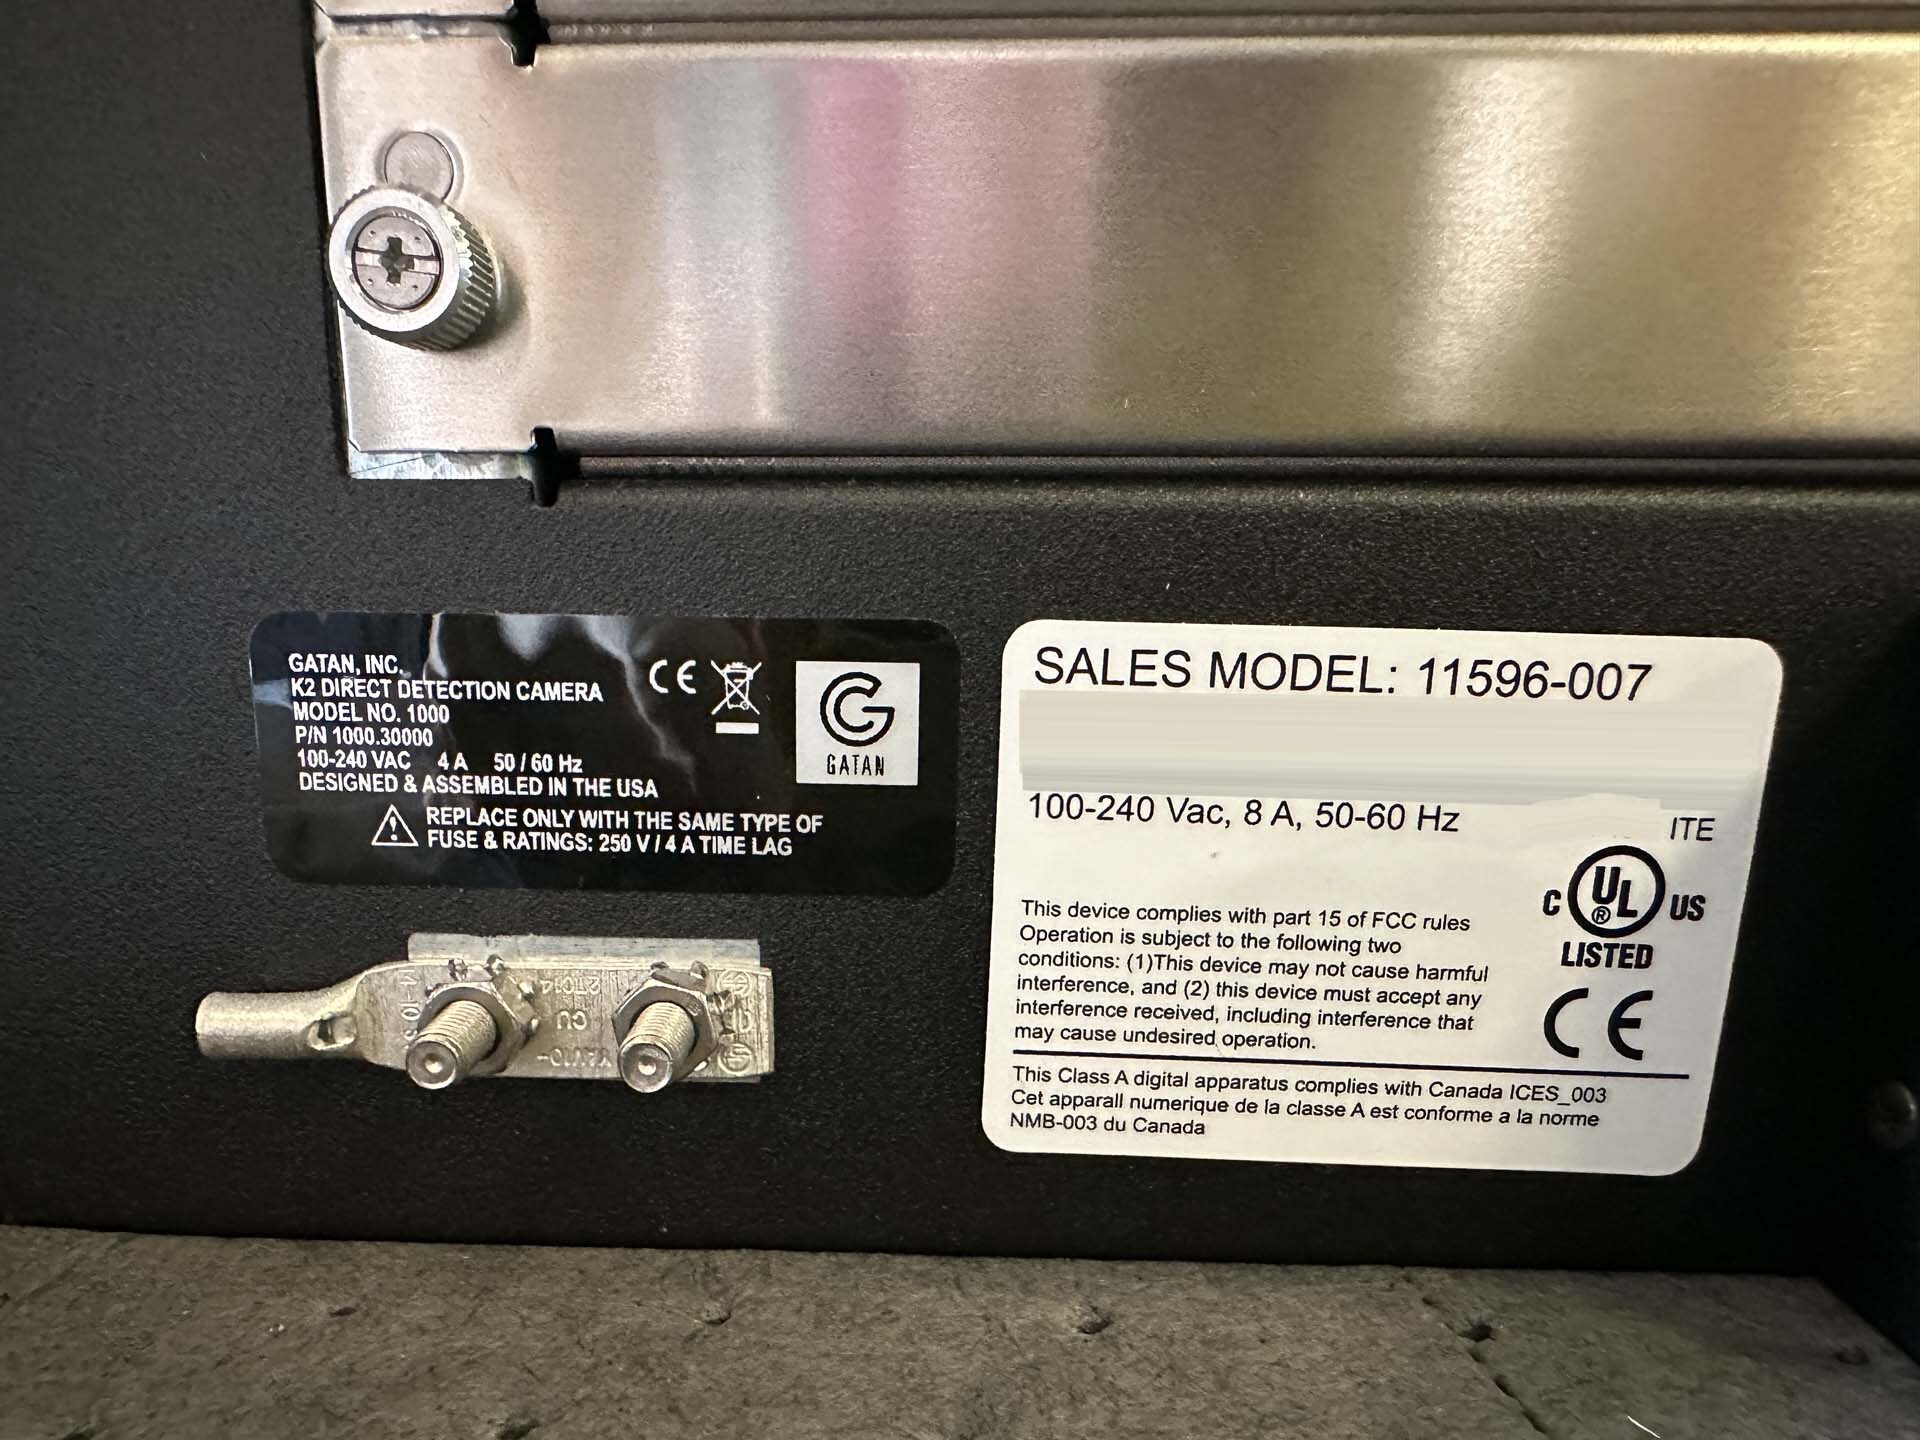 GATAN, INC.
K2 DIRECT DETECTION CAMERA
MODEL NO. 1000
P/N 1000.30000
100-240 VAC 4 A 50 / 60 Hz
DESIGNED & ASSEMBLED IN THE USA
REPLACE ONLY WITH THE SAME TYPE OF
FUSE & RATINGS: 250 V / 4 A TIME LAG
CE
GATAN
SALES MODEL: 11596-007
100-240 Vac, 8 A, 50-60 Hz
ITE
C UL® US
LISTED
CE
This device complies with part 15 of FCC rules
Operation is subject to the following two
conditions: (1)This device may not cause harmful
interference, and (2) this device must accept any
interference received, including interference that
may cause undesired operation.
This Class A digital apparatus complies with Canada ICES_003
Cet apparall numerique de la classe A est conforme a la norme
NMB-003 du Canada
CU